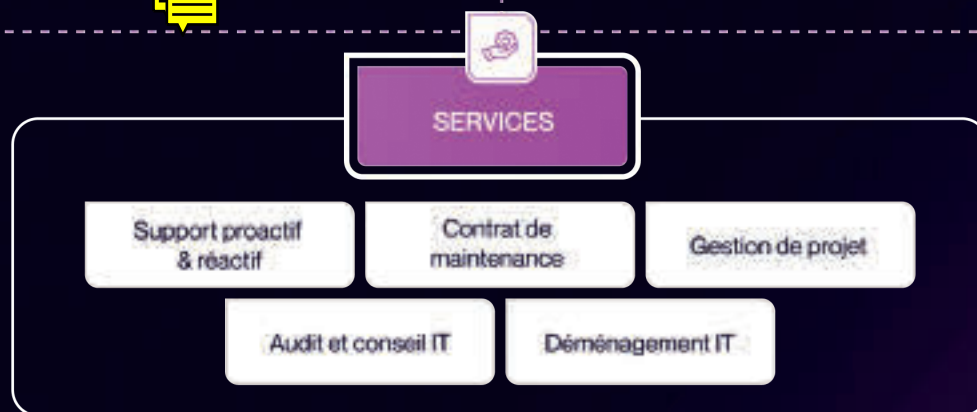 SERVICES
Support proactif
& réactif
Contrat de
maintenance
Gestion de projet
Audit et conseil IT
Déménagement IT